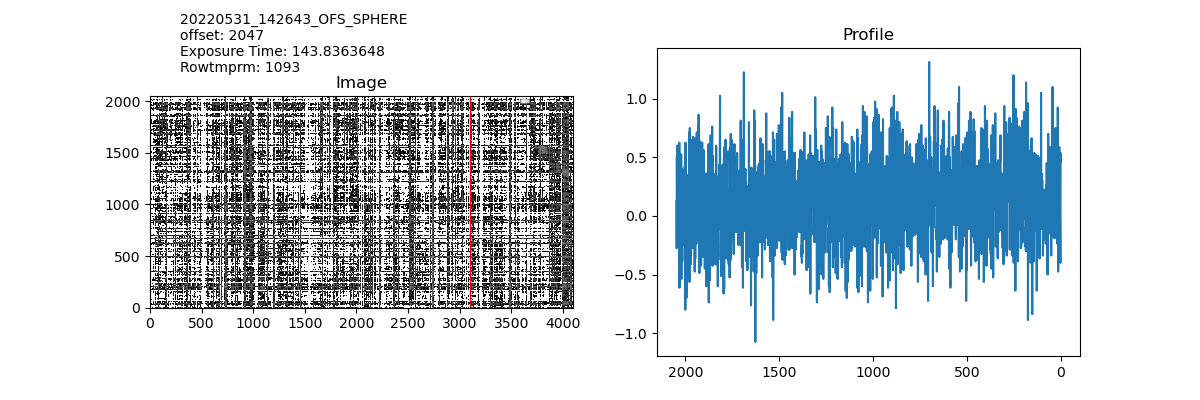 20220531_142643_OFS_SPHERE
offset: 2047
Exposure Time: 143.8363648
Rowtmprm: 1093
Image
2000
1500
1000
500
0
0 500 1000 1500 2000 2500 3000 3500 4000
Profile
1.0
0.5
0.0
−0.5
−1.0
2000 1500 1000 500 0